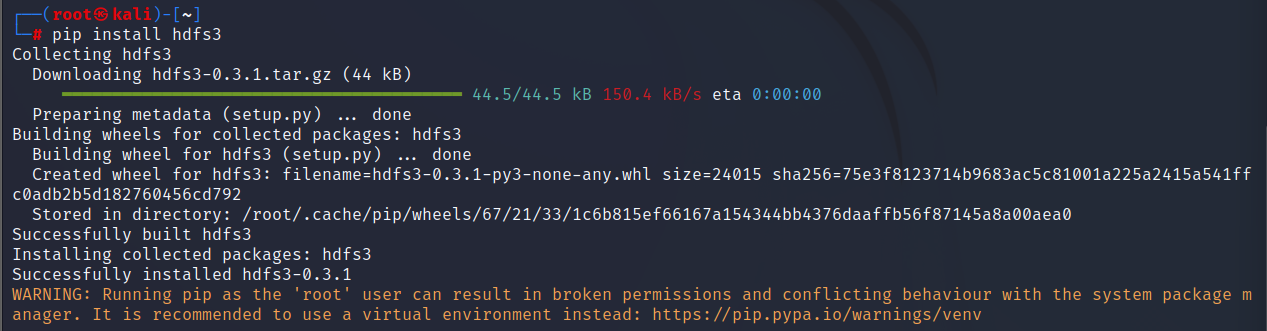 ┌──(root㉿kali)-[~]
└─# pip install hdfs3
Collecting hdfs3
  Downloading hdfs3-0.3.1.tar.gz (44 kB)
     ━━━━━━━━━━━━━━━━━━━━━━━━━━━━━━━━━━━━━━━━ 44.5/44.5 kB 150.4 kB/s eta 0:00:00
  Preparing metadata (setup.py) ... done
Building wheels for collected packages: hdfs3
  Building wheel for hdfs3 (setup.py) ... done
  Created wheel for hdfs3: filename=hdfs3-0.3.1-py3-none-any.whl size=24015 sha256=75e3f8123714b9683ac5c81001a225a2415a541ff
c0adb2b5d182760456cd792
  Stored in directory: /root/.cache/pip/wheels/67/21/33/1c6b815ef66167a154344bb4376daaffb56f87145a8a00aea0
Successfully built hdfs3
Installing collected packages: hdfs3
Successfully installed hdfs3-0.3.1
WARNING: Running pip as the 'root' user can result in broken permissions and conflicting behaviour with the system package m
anager. It is recommended to use a virtual environment instead: https://pip.pypa.io/warnings/venv